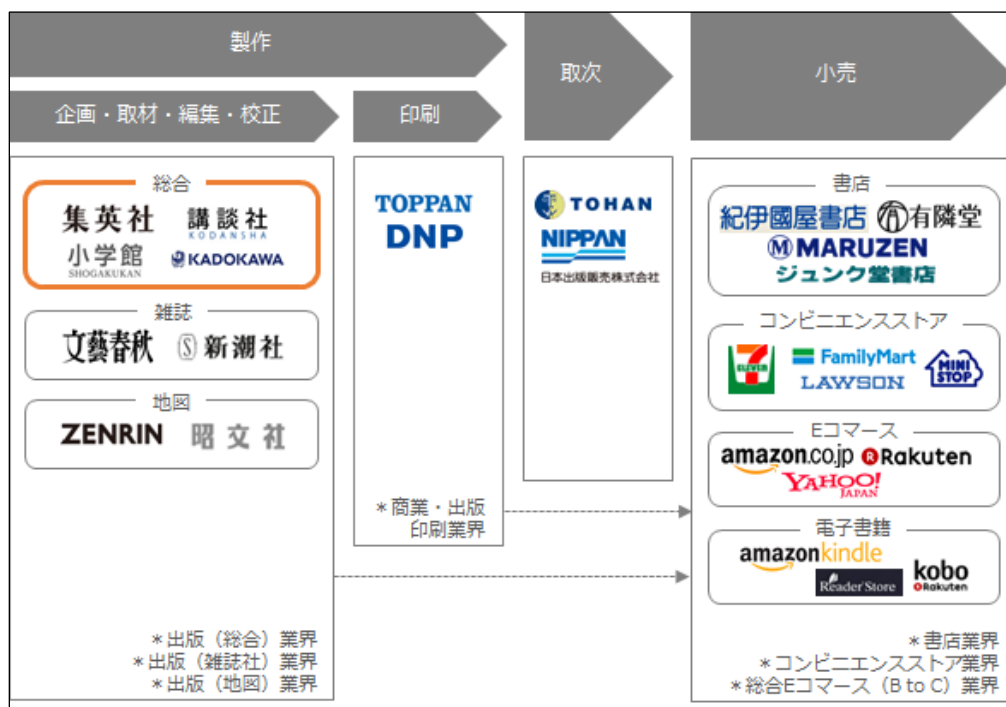 製作
取次
小売
企画・取材・編集・校正
印刷
総合
集英社
講談社
KODANSHA
小学館
SHOGAKUKAN
KADOKAWA
雑誌
文藝春秋
S 新潮社
地図
ZENRIN
昭文社
＊出版（総合）業界
＊出版（雑誌社）業界
＊出版（地図）業界
TOPPAN
DNP
＊商業・出版
印刷業界
TOHAN
NIPPAN
日本出版販売株式会社
書店
紀伊國屋書店
有隣堂
M MARUZEN
ジュンク堂書店
コンビニエンスストア
7 ELEVEN
FamilyMart
LAWSON
MINI STOP
Eコマース
amazon.co.jp
R Rakuten
YAHOO!
JAPAN
電子書籍
amazonkindle
Reader Store
kobo
R Rakuten
＊書店業界
＊コンビニエンスストア業界
＊総合Eコマース（B to C）業界